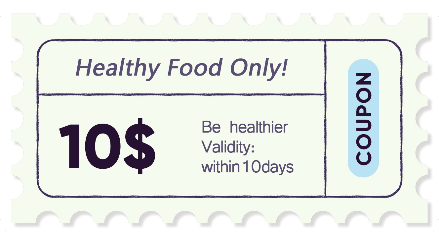 Healthy Food Only!
10$
Be healthier
Validity:
within10days
COUPON